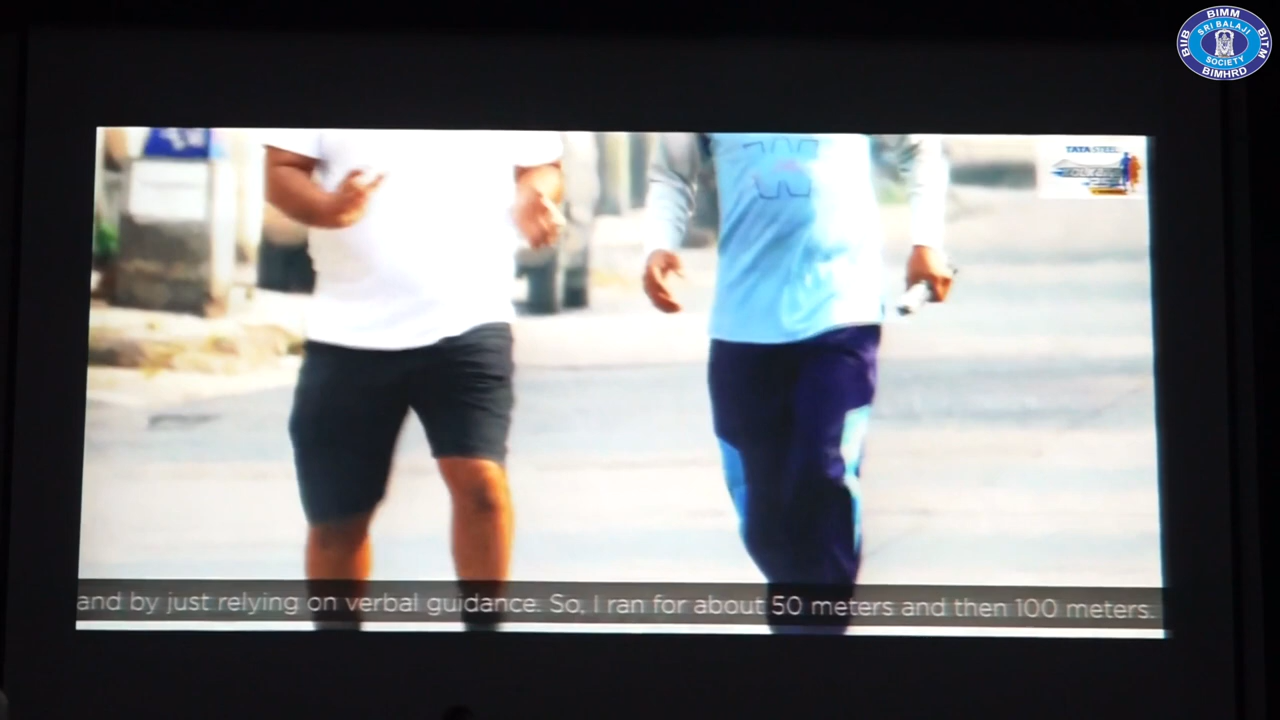 BIMM
BIIB
SRI BALAJI
SOCIETY
BITM
BIMHRD
TATA STEEL
and by just relying on verbal guidance. So, I ran for about 50 meters and then 100 meters.